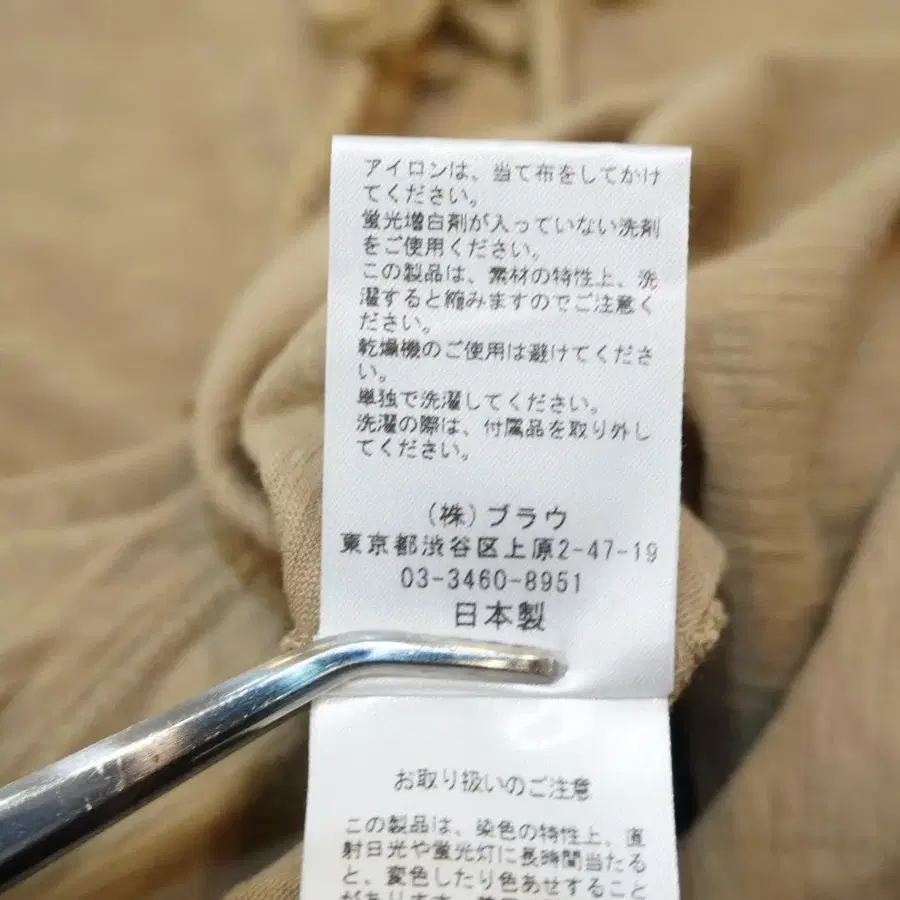 アイロンは、当て布をしてかけ
てください。
蛍光増白剤が入っていない洗剤
をご使用ください。
この製品は、素材の特性上、洗
濯すると縮みますのでご注意く
ださい。
乾燥機のご使用は避けてくださ
い。
単独で洗濯してください。
洗濯の際は、付属品を取り外し
てください。
(株)ブラウ
東京都渋谷区上原2-47-19
03-3460-8951
日本製
お取り扱いのご注意
この製品は、染色の特性上、直
射日光や蛍光灯に長時間当たる
と、変色したり色あせすること
があります。